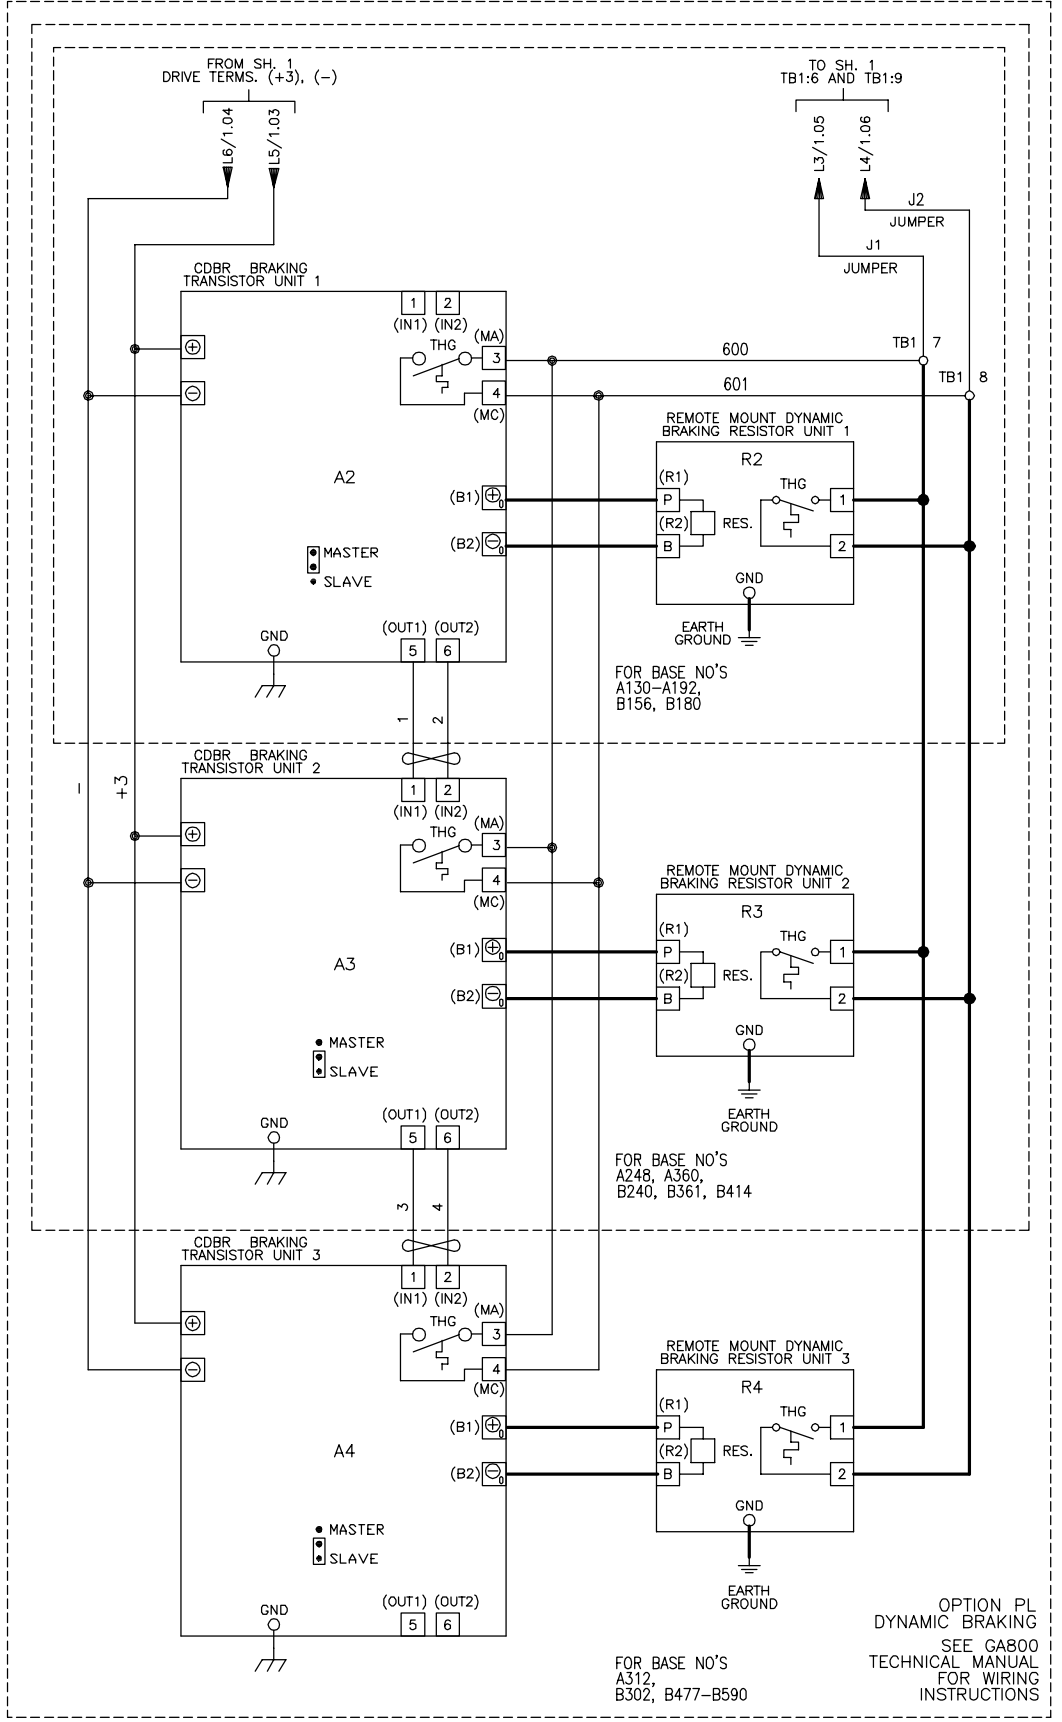 FROM SH. 1
DRIVE TERMS. (+3), (-)
TO SH. 1
TB1:6 AND TB1:9
L6/1.04
L5/1.03
L3/1.05
L4/1.06
J2
JUMPER
J1
JUMPER
CDBR BRAKING
TRANSISTOR UNIT 1
1 2
(IN1) (IN2)
(MA)
THG
3
4
(MC)
600
601
TB1 7
TB1 8
A2
(B1)
(B2)
MASTER
SLAVE
GND
(OUT1) (OUT2)
5 6
REMOTE MOUNT DYNAMIC
BRAKING RESISTOR UNIT 1
R2
(R1)
P
(R2)
B
RES.
THG
1
2
GND
EARTH
GROUND
FOR BASE NO'S
A130-A192,
B156, B180
1
2
CDBR BRAKING
TRANSISTOR UNIT 2
-
+3
1 2
(IN1) (IN2)
(MA)
THG
3
4
(MC)
A3
(B1)
(B2)
MASTER
SLAVE
GND
(OUT1) (OUT2)
5 6
REMOTE MOUNT DYNAMIC
BRAKING RESISTOR UNIT 2
R3
(R1)
P
(R2)
B
RES.
THG
1
2
GND
EARTH
GROUND
FOR BASE NO'S
A248, A360,
B240, B361, B414
3
4
CDBR BRAKING
TRANSISTOR UNIT 3
1 2
(IN1) (IN2)
(MA)
THG
3
4
(MC)
A4
(B1)
(B2)
MASTER
SLAVE
GND
(OUT1) (OUT2)
5 6
REMOTE MOUNT DYNAMIC
BRAKING RESISTOR UNIT 3
R4
(R1)
P
(R2)
B
RES.
THG
1
2
GND
EARTH
GROUND
FOR BASE NO'S
A312,
B302, B477-B590
OPTION PL
DYNAMIC BRAKING
SEE GA800
TECHNICAL MANUAL
FOR WIRING
INSTRUCTIONS